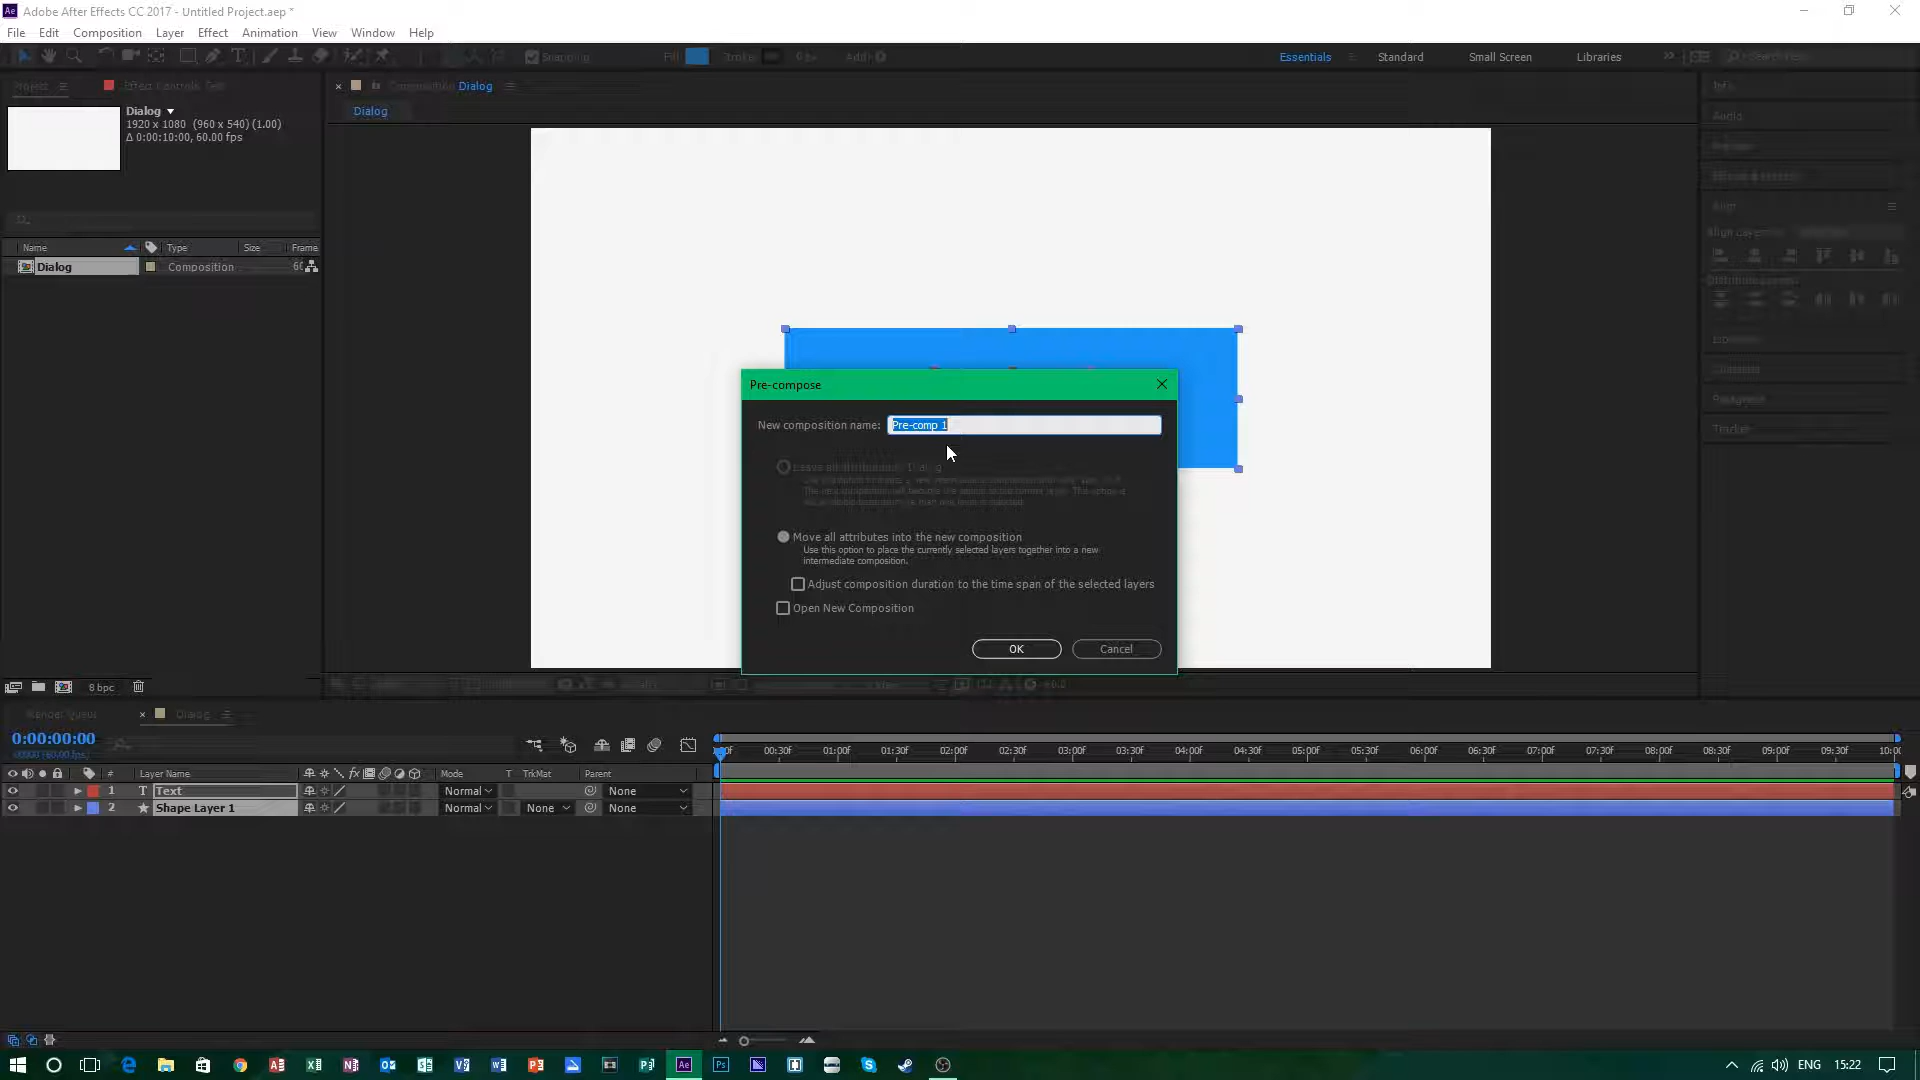 Adobe After Effects CC 2017 - Untitled Project.aep *
File Edit Composition Layer Effect Animation View Window Help
Snapping Fill Stroke Add: Essentials Standard Small Screen Libraries
Project Effect Controls Text Composition Dialog Info
Dialog
1920 x 1080 (960 x 540) (1.00)
Δ 0:00:10:00, 60.00 fps
Dialog
Audio
Align
Name Type Size Frame
Dialog Composition
Paragraph
Tracker
Pre-compose
New composition name: Pre-comp 1
Leave all attributes in Dialog
Move all attributes into the new composition
Use this option to place the currently selected layers together into a new
intermediate composition.
Adjust composition duration to the time span of the selected layers
Open New Composition
OK Cancel
8 bpc
Render Queue Dialog
0:00:00:00
00:30f 01:00f 01:30f 02:00f 02:30f 03:00f 03:30f 04:00f 04:30f 05:00f 05:30f 06:00f 06:30f 07:00f 07:30f 08:00f 08:30f 09:00f 09:30f
# Layer Name Mode T TrkMat Parent
1 T Text Normal None
2 Shape Layer 1 Normal None None
ENG 15:22